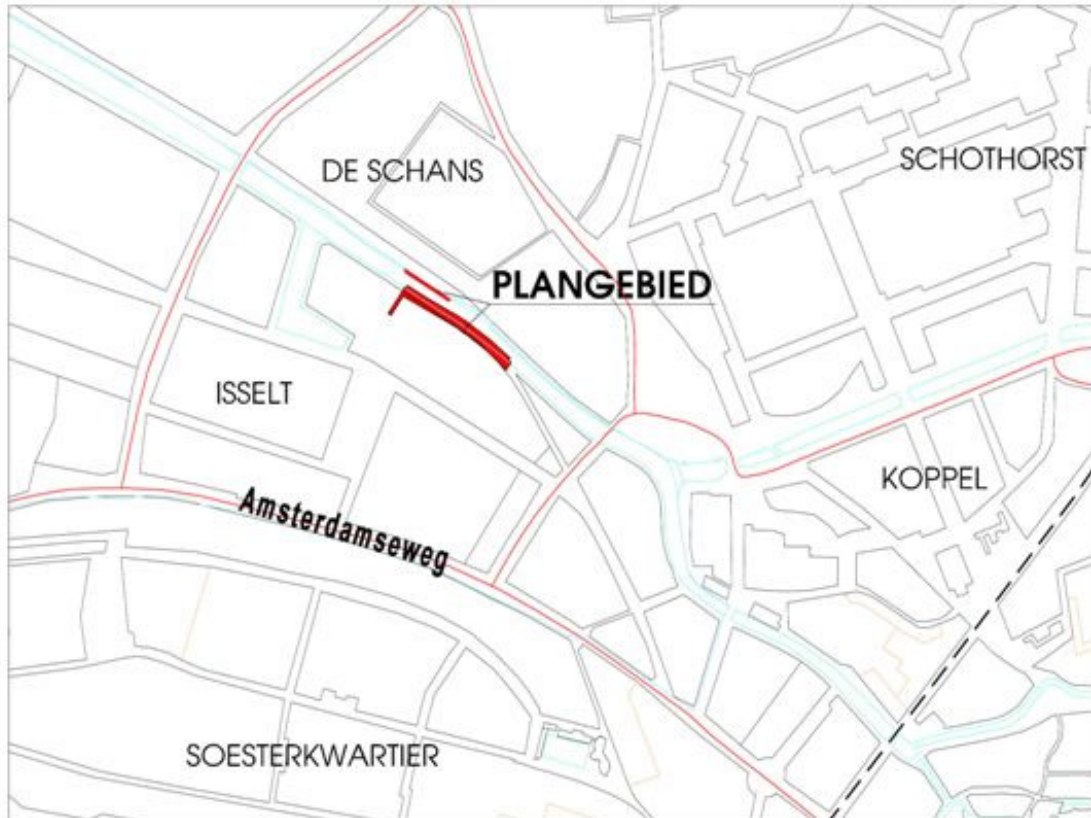 DE SCHANS
SCHOTHORST
PLANGEBIED
ISSELT
KOPPEL
Amsterdamseweg
SOESTERKWARTIER